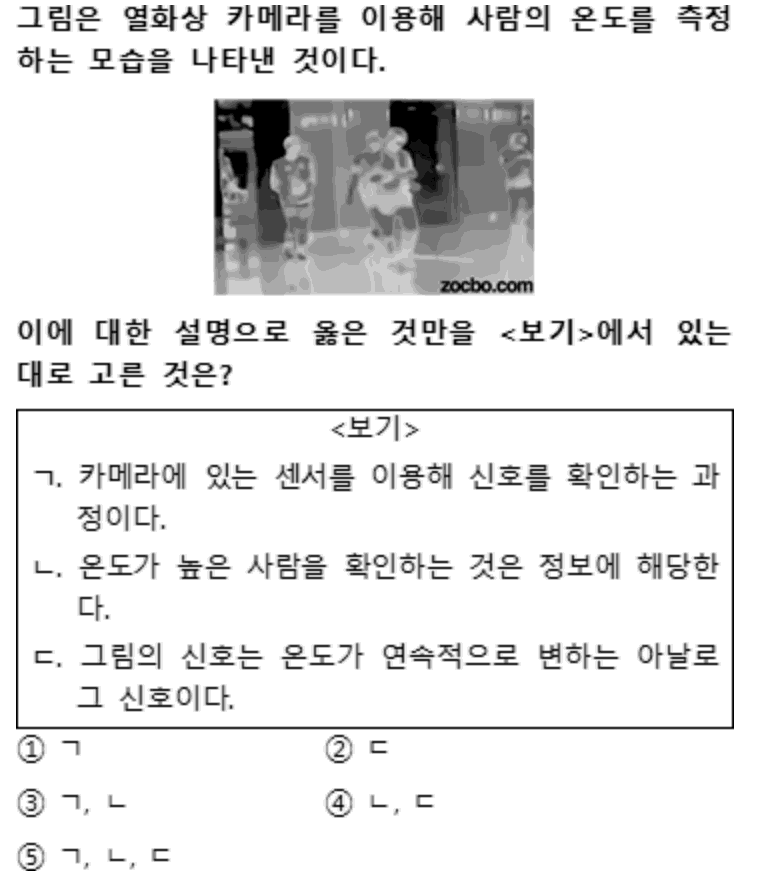 그림은 열화상 카메라를 이용해 사람의 온도를 측정
하는 모습을 나타낸 것이다.
zocbo.com
이에 대한 설명으로 옳은 것만을 <보기>에서 있는
대로 고른 것은?
<보기>
ㄱ. 카메라에 있는 센서를 이용해 신호를 확인하는 과
정이다.
ㄴ. 온도가 높은 사람을 확인하는 것은 정보에 해당한
다.
ㄷ. 그림의 신호는 온도가 연속적으로 변하는 아날로
그 신호이다.
① ㄱ ② ㄷ
③ ㄱ, ㄴ ④ ㄴ, ㄷ
⑤ ㄱ, ㄴ, ㄷ